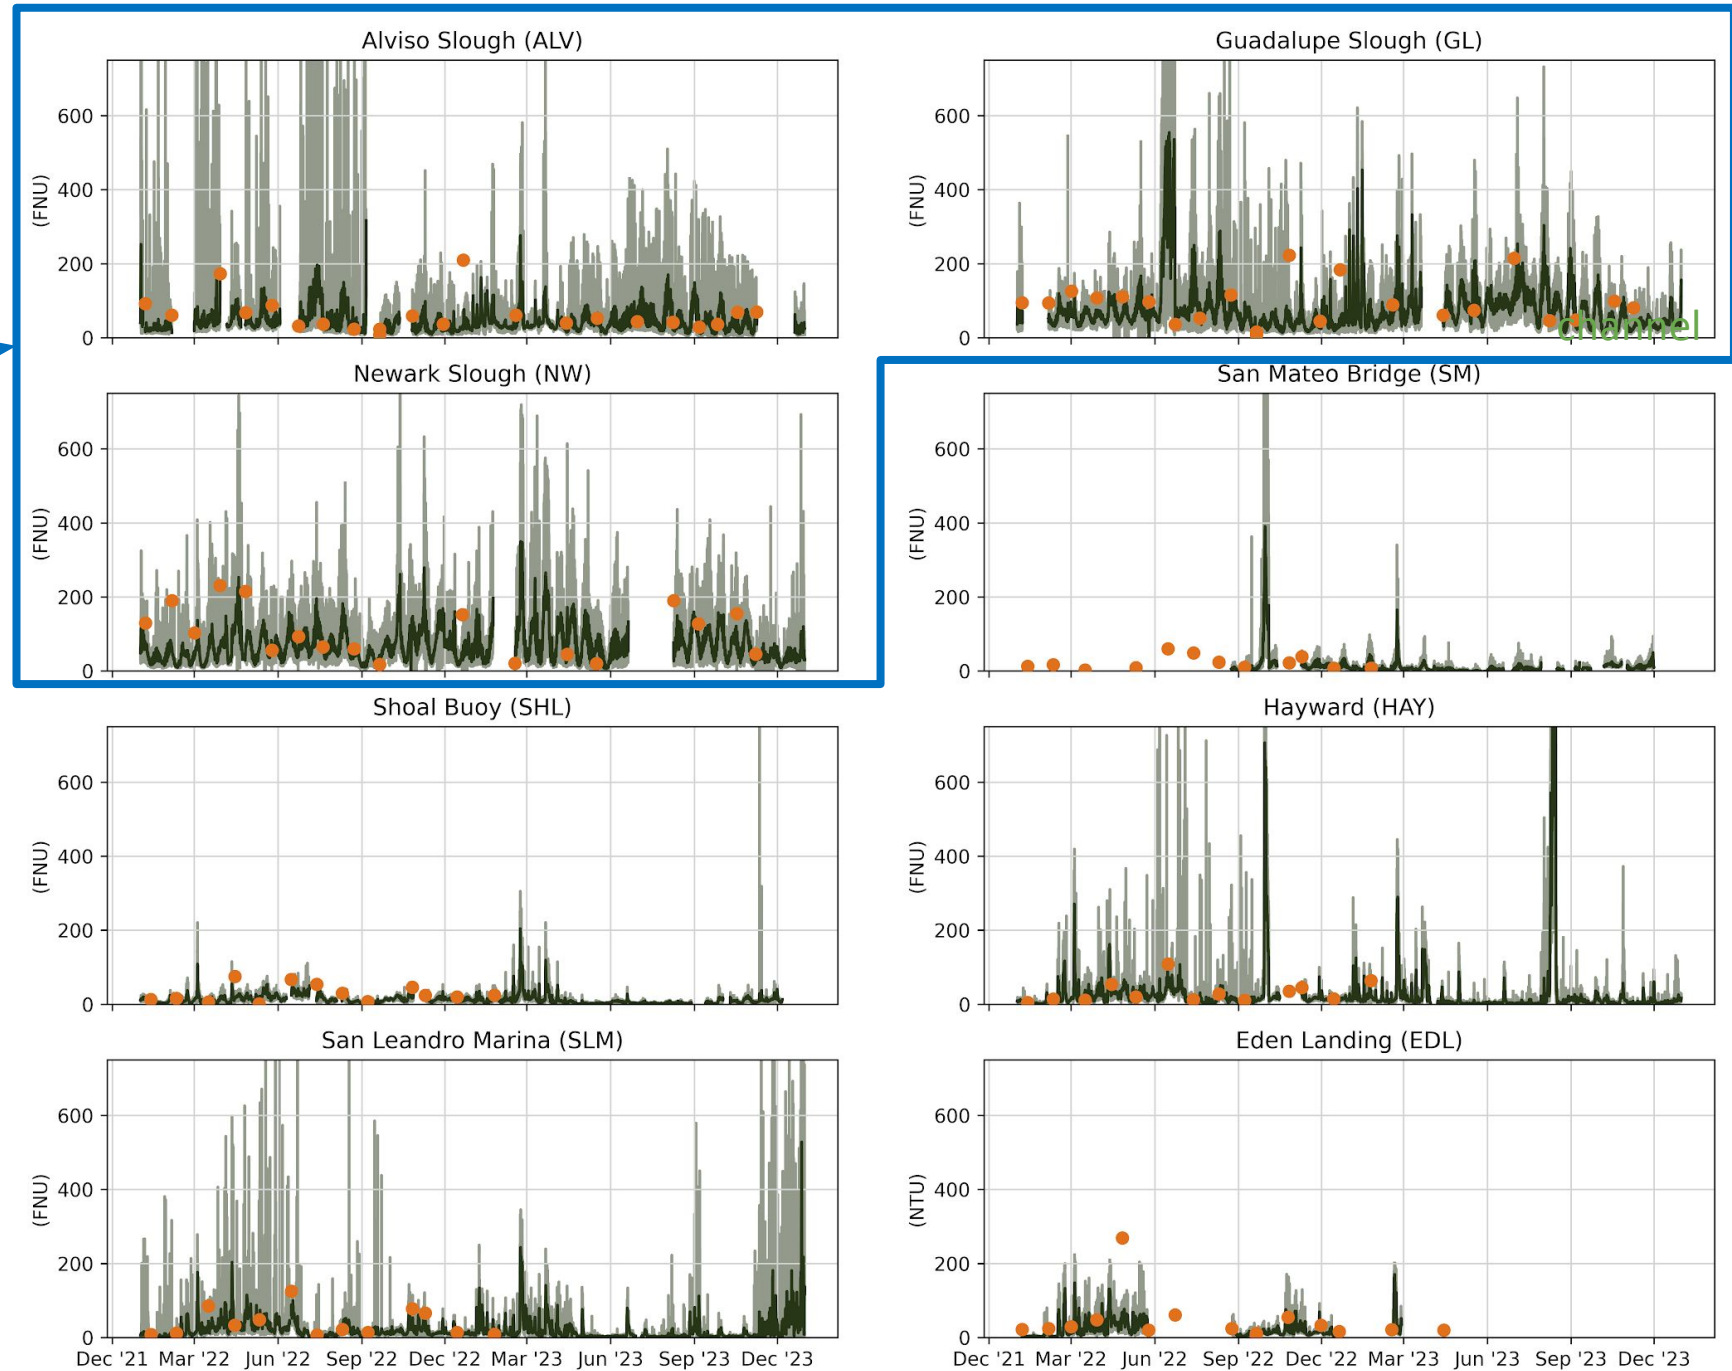 Alviso Slough (ALV)
600
400
200
0
(FNU)
Guadalupe Slough (GL)
600
400
200
0
(FNU)
channel
Newark Slough (NW)
600
400
200
0
(FNU)
San Mateo Bridge (SM)
600
400
200
0
(FNU)
Shoal Buoy (SHL)
600
400
200
0
(FNU)
Hayward (HAY)
600
400
200
0
(FNU)
San Leandro Marina (SLM)
600
400
200
0
(FNU)
Dec '21 Mar '22 Jun '22 Sep '22 Dec '22 Mar '23 Jun '23 Sep '23 Dec '23
Eden Landing (EDL)
600
400
200
0
(NTU)
Dec '21 Mar '22 Jun '22 Sep '22 Dec '22 Mar '23 Jun '23 Sep '23 Dec '23